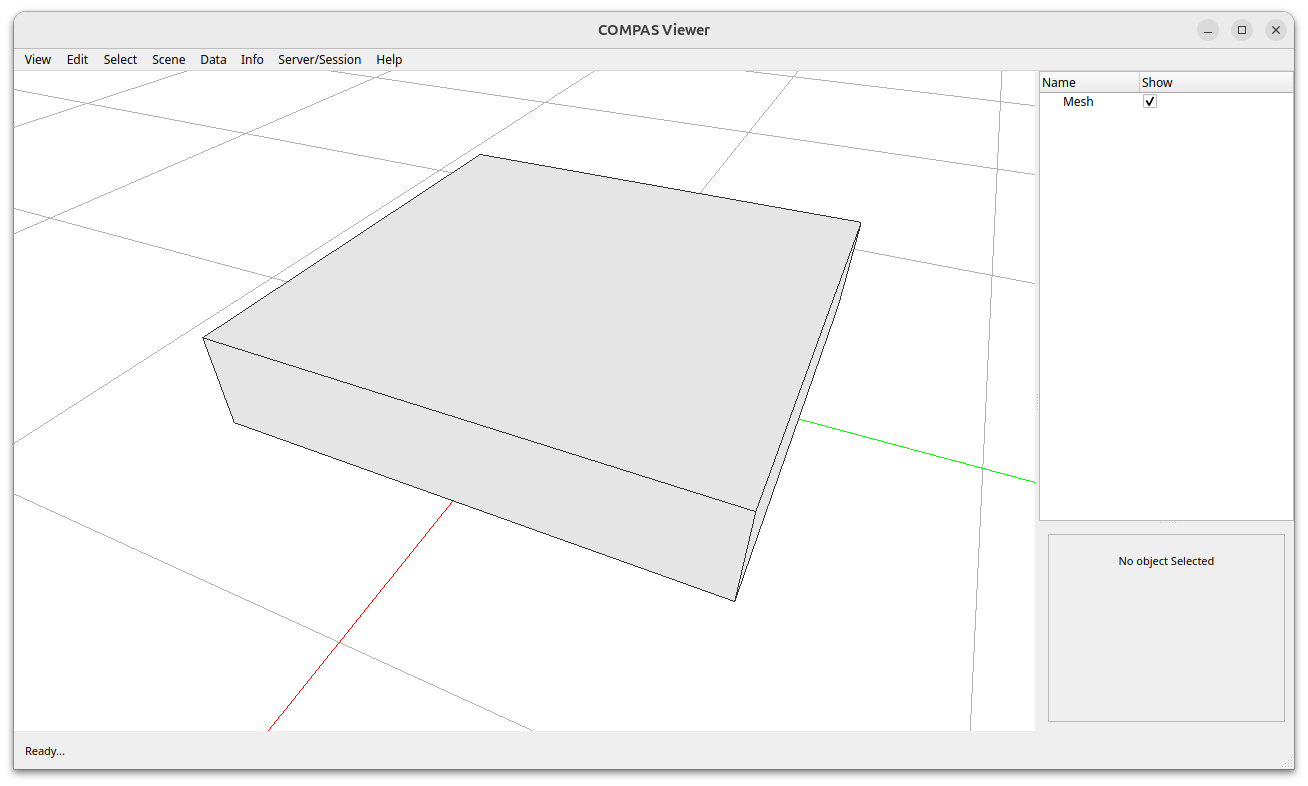 COMPAS Viewer
View Edit Select Scene Data Info Server/Session Help
Name Show
Mesh
No object Selected
Ready...